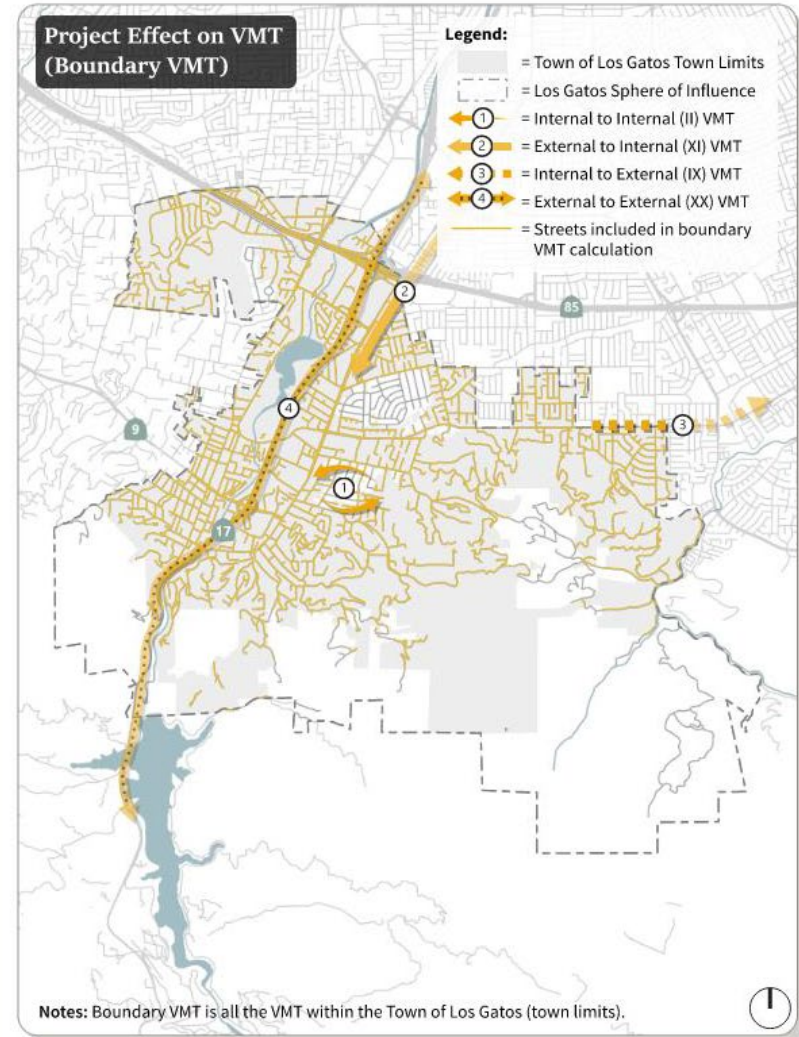 Project Effect on VMT
(Boundary VMT)
Legend:
= Town of Los Gatos Town Limits
= Los Gatos Sphere of Influence
1 = Internal to Internal (II) VMT
2 = External to Internal (XI) VMT
3 = Internal to External (IX) VMT
4 = External to External (XX) VMT
= Streets included in boundary
VMT calculation
2
85
4
3
9
1
17
Notes: Boundary VMT is all the VMT within the Town of Los Gatos (town limits).